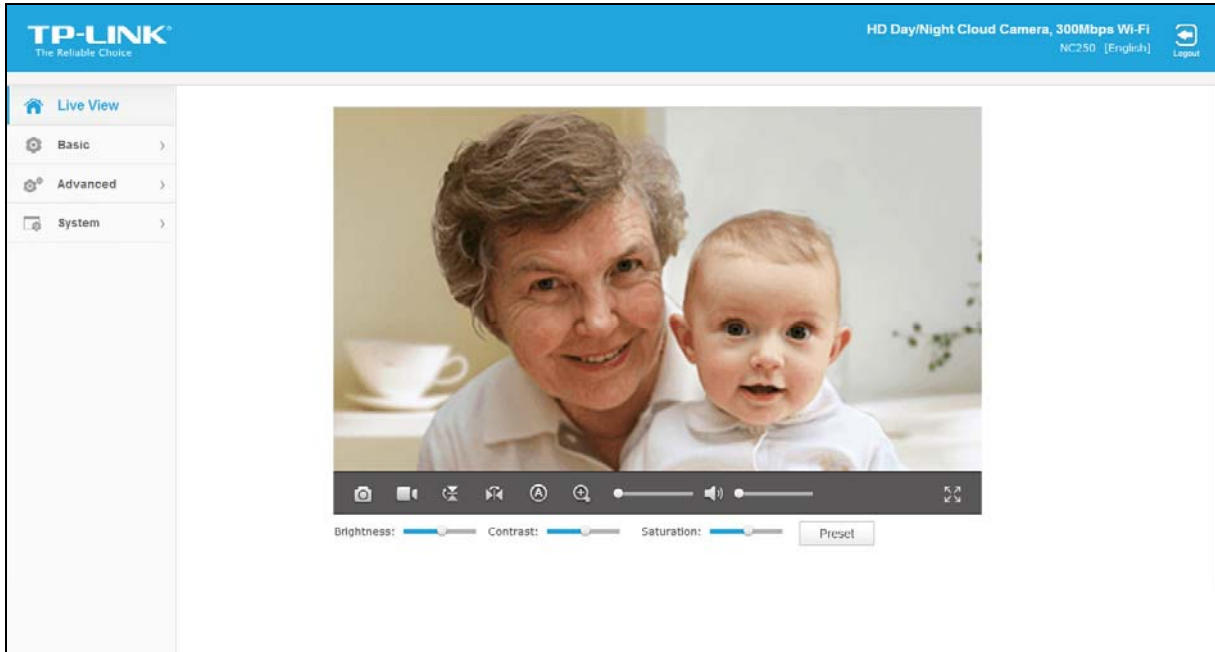 TP-LINK®
The Reliable Choice
HD Day/Night Cloud Camera, 300Mbps Wi-Fi
NC250 [English]
Logout
Live View
Basic
Advanced
System
A
Brightness: Contrast: Saturation: Preset